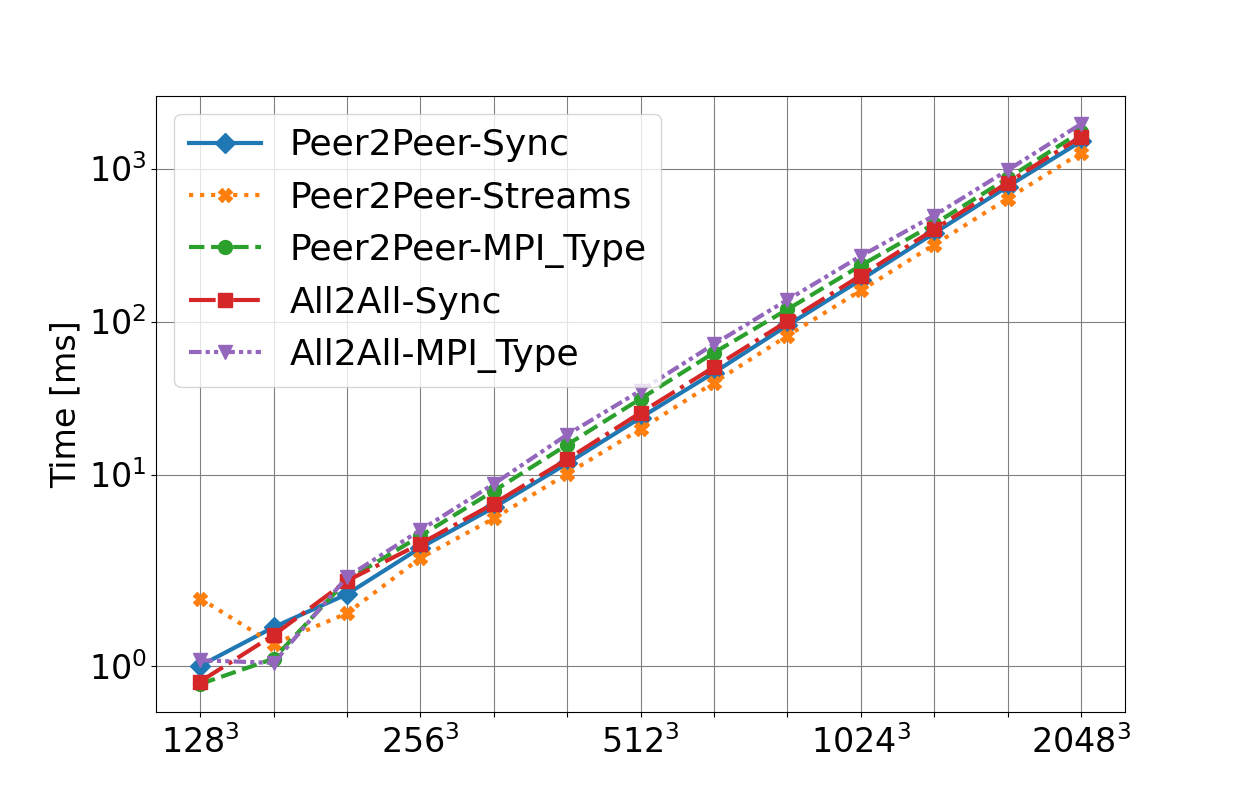 Peer2Peer-Sync
Peer2Peer-Streams
Peer2Peer-MPI_Type
All2All-Sync
All2All-MPI_Type
Time [ms]
10³
10²
10¹
10⁰
128³ 256³ 512³ 1024³ 2048³